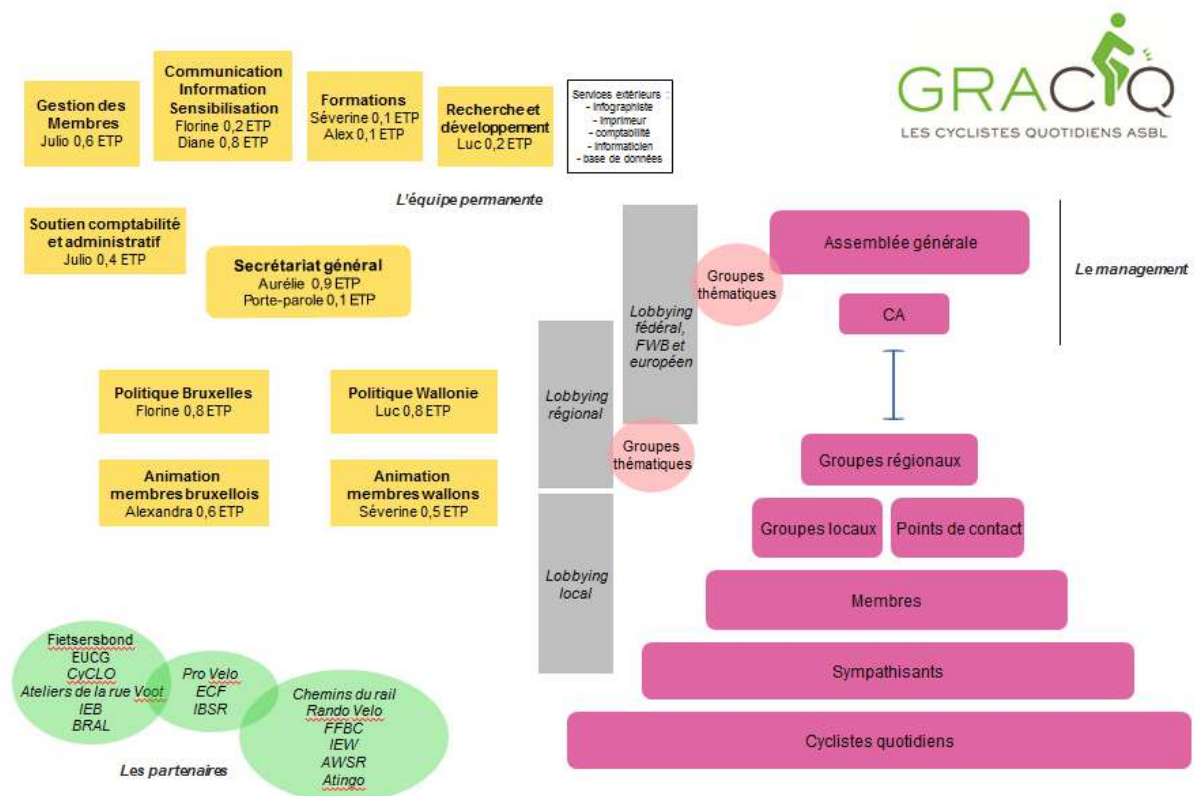 GRACQ
LES CYCLISTES QUOTIDIENS ASBL
Gestion des
Membres
Julio 0,6 ETP
Communication
Information
Sensibilisation
Florine 0,2 ETP
Diane 0,8 ETP
Formations
Séverine 0,1 ETP
Alex 0,1 ETP
Recherche et
développement
Luc 0,2 ETP
Services extérieurs :
- Infographiste
- Imprimeur
- comptabilité
- Informaticien
- base de données
L'équipe permanente
Soutien comptabilité
et administratif
Julio 0,4 ETP
Secrétariat général
Aurélie 0,9 ETP
Porte-parole 0,1 ETP
Politique Bruxelles
Florine 0,8 ETP
Politique Wallonie
Luc 0,8 ETP
Animation
membres bruxellois
Alexandra 0,6 ETP
Animation
membres wallons
Séverine 0,5 ETP
Lobbying
fédéral,
FWB et
européen
Lobbying
régional
Lobbying
local
Groupes
thématiques
Groupes
thématiques
Assemblée générale
CA
Le management
Groupes régionaux
Groupes locaux
Points de contact
Membres
Sympathisants
Cyclistes quotidiens
Fietsersbond
EUCG
CyCLO
Ateliers de la rue Voot
IEB
BRAL
Pro Velo
ECF
IBSR
Chemins du rail
Rando Velo
FFBC
IEW
AWSR
Atingo
Les partenaires